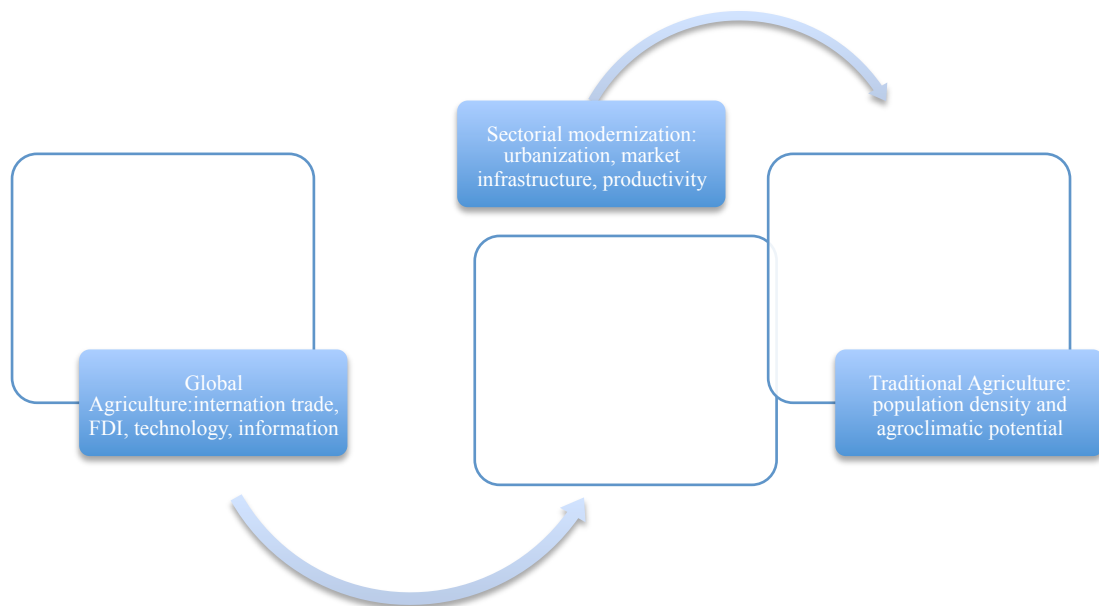 Sectorial modernization:
urbanization, market
infrastructure, productivity
Global
Agriculture:internation trade,
FDI, technology, information
Traditional Agriculture:
population density and
agroclimatic potential